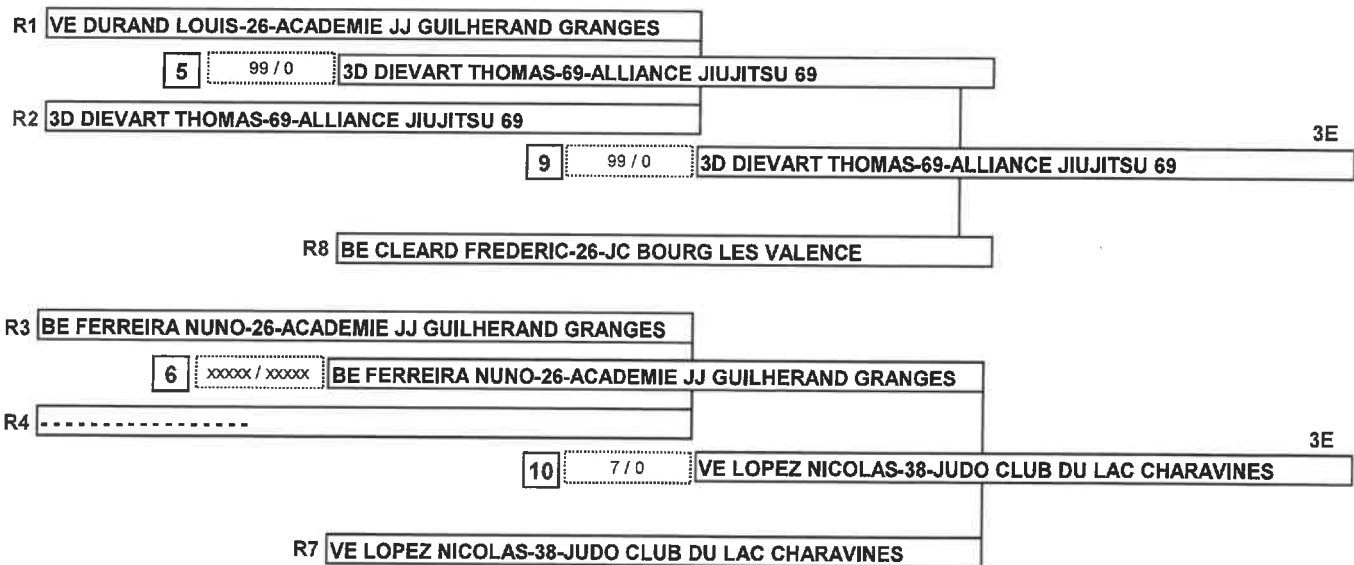 R1 VE DURAND LOUIS-26-ACADEMIE JJ GUILHERAND GRANGES
5 99 / 0 3D DIEVART THOMAS-69-ALLIANCE JIUJITSU 69
R2 3D DIEVART THOMAS-69-ALLIANCE JIUJITSU 69
3E
9 99 / 0 3D DIEVART THOMAS-69-ALLIANCE JIUJITSU 69
R8 BE CLEARD FREDERIC-26-JC BOURG LES VALENCE
R3 BE FERREIRA NUNO-26-ACADEMIE JJ GUILHERAND GRANGES
6 xxxxx / xxxxx BE FERREIRA NUNO-26-ACADEMIE JJ GUILHERAND GRANGES
R4 -----------------
3E
10 7 / 0 VE LOPEZ NICOLAS-38-JUDO CLUB DU LAC CHARAVINES
R7 VE LOPEZ NICOLAS-38-JUDO CLUB DU LAC CHARAVINES